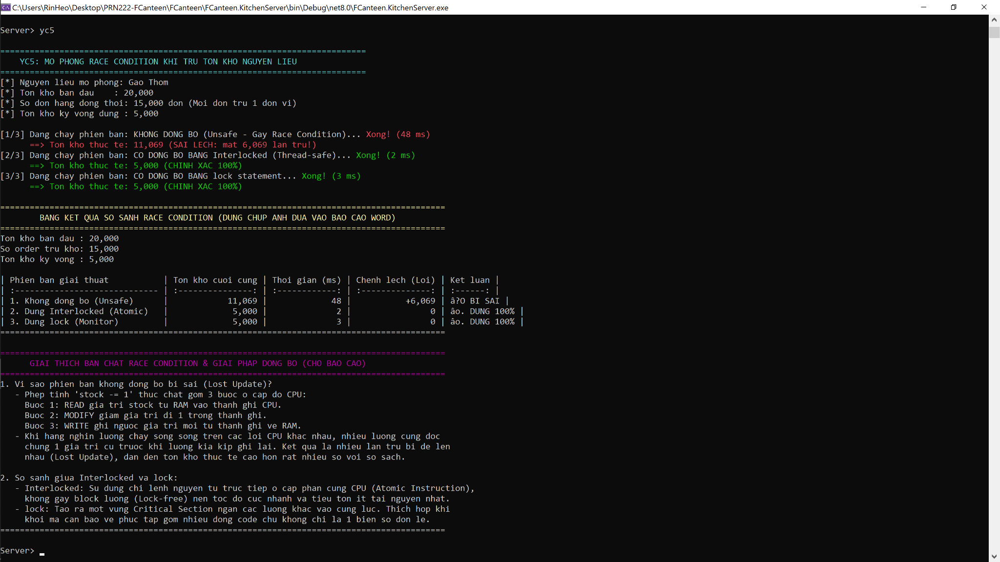 C:\Users\RinHeo\Desktop\PRN222-FCanteen\FCanteen\FCanteen.KitchenServer\bin\Debug\net8.0\FCanteen.KitchenServer.exe
Server> yc5
==========================================================================
YC5: MO PHONG RACE CONDITION KHI TRU TON KHO NGUYEN LIEU
==========================================================================
[*] Nguyen lieu mo phong: Gao Thom
[*] Ton kho ban dau    : 20,000
[*] So don hang dong thoi: 15,000 don (Moi don tru 1 don vi)
[*] Ton kho ky vong dung : 5,000
[1/3] Dang chay phien ban: KHONG DONG BO (Unsafe - Gay Race Condition)... Xong! (48 ms)
==> Ton kho thuc te: 11,069 (SAI LECH: mat 6,069 lan tru!)
[2/3] Dang chay phien ban: CO DONG BO BANG Interlocked (Thread-safe)... Xong! (2 ms)
==> Ton kho thuc te: 5,000 (CHINH XAC 100%)
[3/3] Dang chay phien ban: CO DONG BO BANG lock statement... Xong! (3 ms)
==> Ton kho thuc te: 5,000 (CHINH XAC 100%)
==========================================================================================
BANG KET QUA SO SANH RACE CONDITION (DUNG CHUP ANH DUA VAO BAO CAO WORD)
==========================================================================================
Ton kho ban dau : 20,000
So order tru kho: 15,000
Ton kho ky vong : 5,000
| Phien ban giai thuat           | Ton kho cuoi cung | Thoi gian (ms) | Chenh lech (Loi) | Ket luan |
| :----------------------------- | :---------------: | :------------: | :--------------: | :------: |
| 1. Khong dong bo (Unsafe)      |            11,069 |             48 |           +6,069 | â?O BI SAI |
| 2. Dung Interlocked (Atomic)   |             5,000 |              2 |                0 | âo. DUNG 100% |
| 3. Dung lock (Monitor)         |             5,000 |              3 |                0 | âo. DUNG 100% |
==========================================================================================
==========================================================================================
GIAI THICH BAN CHAT RACE CONDITION & GIAI PHAP DONG BO (CHO BAO CAO)
==========================================================================================
1. Vi sao phien ban khong dong bo bi sai (Lost Update)?
- Phep tinh 'stock -= 1' thuc chat gom 3 buoc o cap do CPU:
Buoc 1: READ gia tri stock tu RAM vao thanh ghi CPU.
Buoc 2: MODIFY giam gia tri di 1 trong thanh ghi.
Buoc 3: WRITE ghi nguoc gia tri moi tu thanh ghi ve RAM.
- Khi hang nghin luong chay song song tren cac loi CPU khac nhau, nhieu luong cung doc
chung 1 gia tri cu truoc khi luong kia kip ghi lai. Ket qua la nhieu lan tru bi de len
nhau (Lost Update), dan den ton kho thuc te cao hon rat nhieu so voi so sach.
2. So sanh giua Interlocked va lock:
- Interlocked: Su dung chi lenh nguyen tu truc tiep o cap phan cung CPU (Atomic Instruction),
khong gay block luong (Lock-free) nen toc do cuc nhanh va tieu ton it tai nguyen nhat.
- lock: Tao ra mot vung Critical Section ngan cac luong khac vao cung luc. Thich hop khi
khoi ma can bao ve phuc tap gom nhieu dong code chu khong chi la 1 bien so don le.
==========================================================================================
Server>